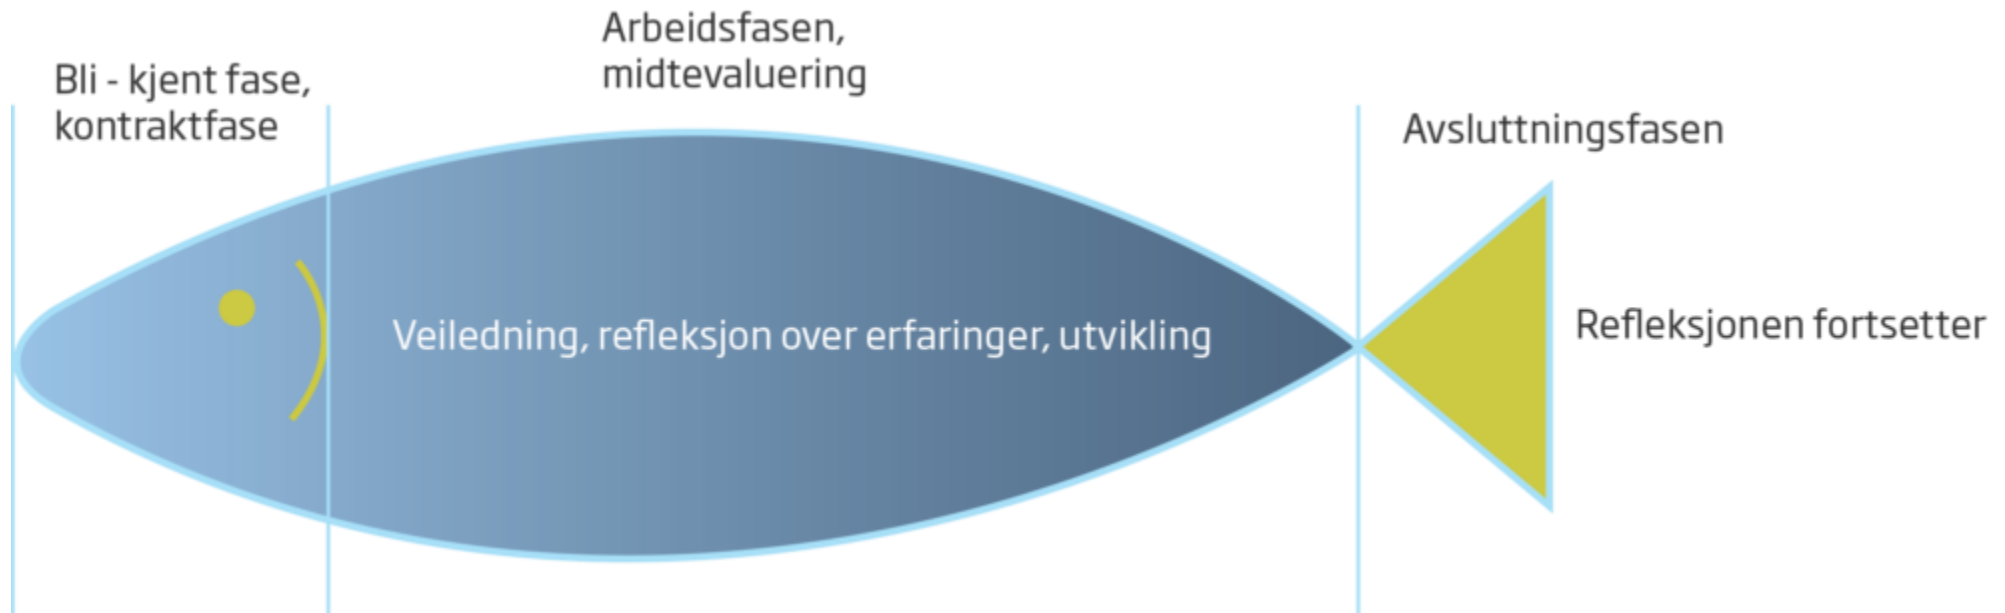 Bli - kjent fase,
kontraktfase
Arbeidsfasen,
midtevaluering
Avsluttningsfasen
Veiledning, refleksjon over erfaringer, utvikling
Refleksjonen fortsetter